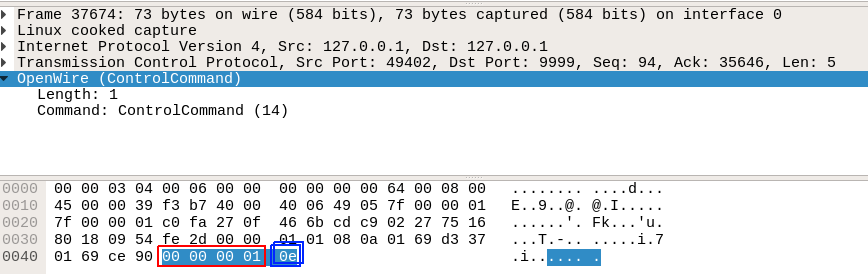 Frame 37674: 73 bytes on wire (584 bits), 73 bytes captured (584 bits) on interface 0
Linux cooked capture
Internet Protocol Version 4, Src: 127.0.0.1, Dst: 127.0.0.1
Transmission Control Protocol, Src Port: 49402, Dst Port: 9999, Seq: 94, Ack: 35646, Len: 5
OpenWire (ControlCommand)
Length: 1
Command: ControlCommand (14)
0000 00 00 03 04 00 06 00 00 00 00 00 00 64 00 08 00 ........ ....d...
0010 45 00 00 39 f3 b7 40 00 40 06 49 05 7f 00 00 01 E..9..@. @.I.....
0020 7f 00 00 01 c0 fa 27 0f 46 6b cd c9 02 27 75 16 ......'. Fk...'u.
0030 80 18 09 54 fe 2d 00 00 01 01 08 0a 01 69 d3 37 ...T.-.. .....i.7
0040 01 69 ce 90 00 00 00 01 0e .i...... .